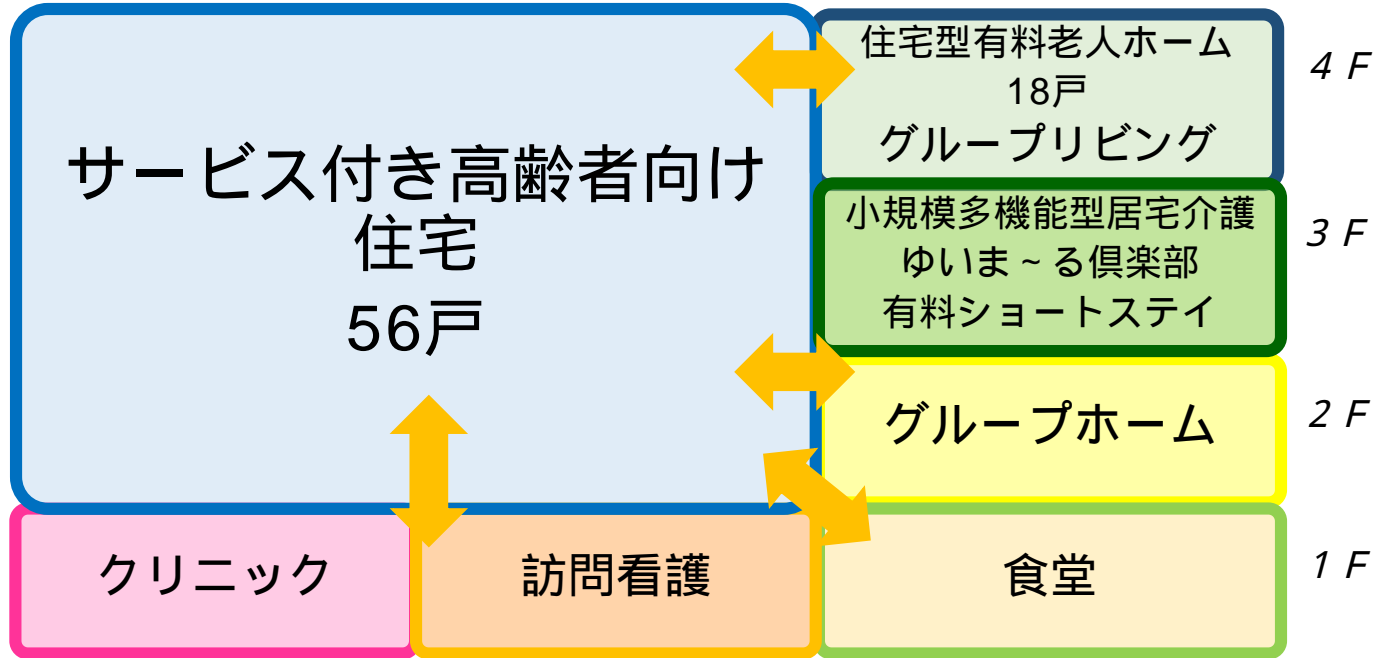 サービス付き高齢者向け
住宅
56戸
住宅型有料老人ホーム
18戸
グループリビング
4F
小規模多機能型居宅介護
ゆいま~る倶楽部
有料ショートステイ
3F
グループホーム
2F
クリニック
訪問看護
食堂
1F